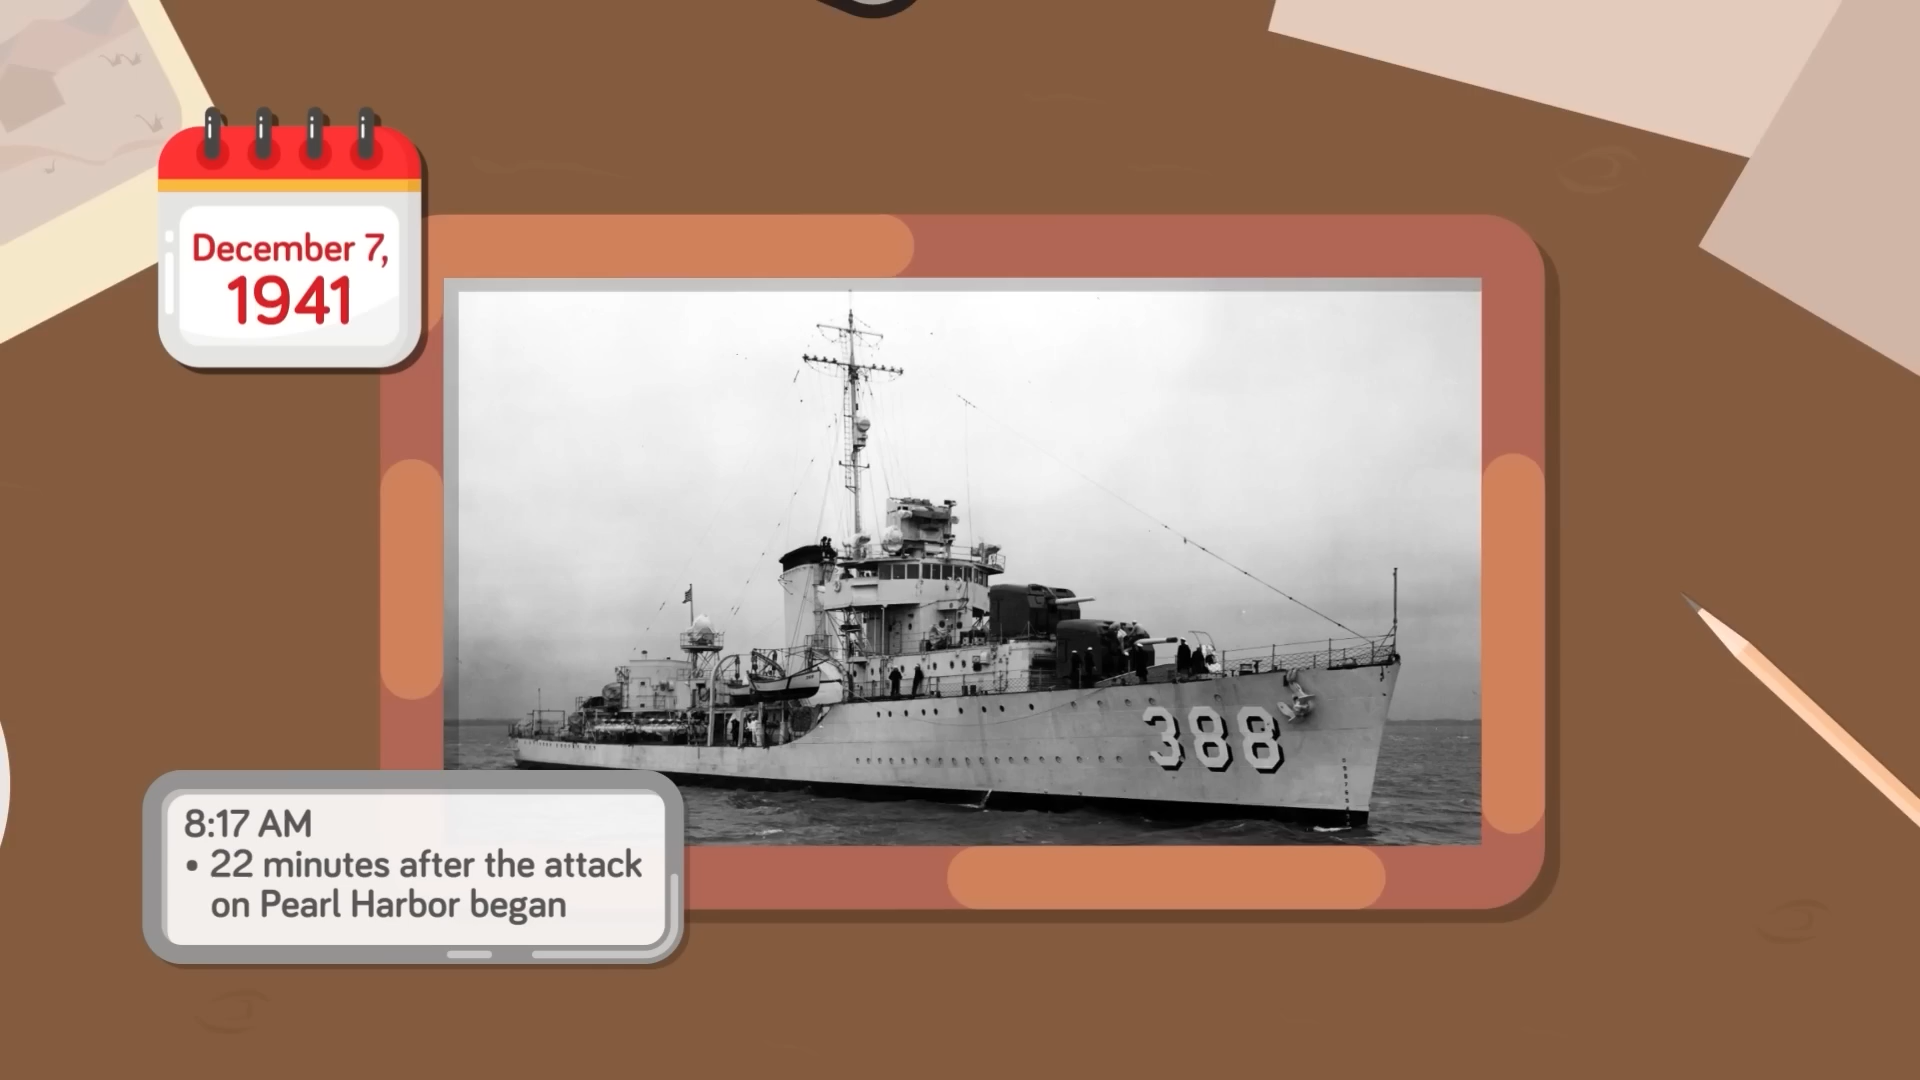 December 7,
1941
388
8:17 AM
• 22 minutes after the attack
on Pearl Harbor began